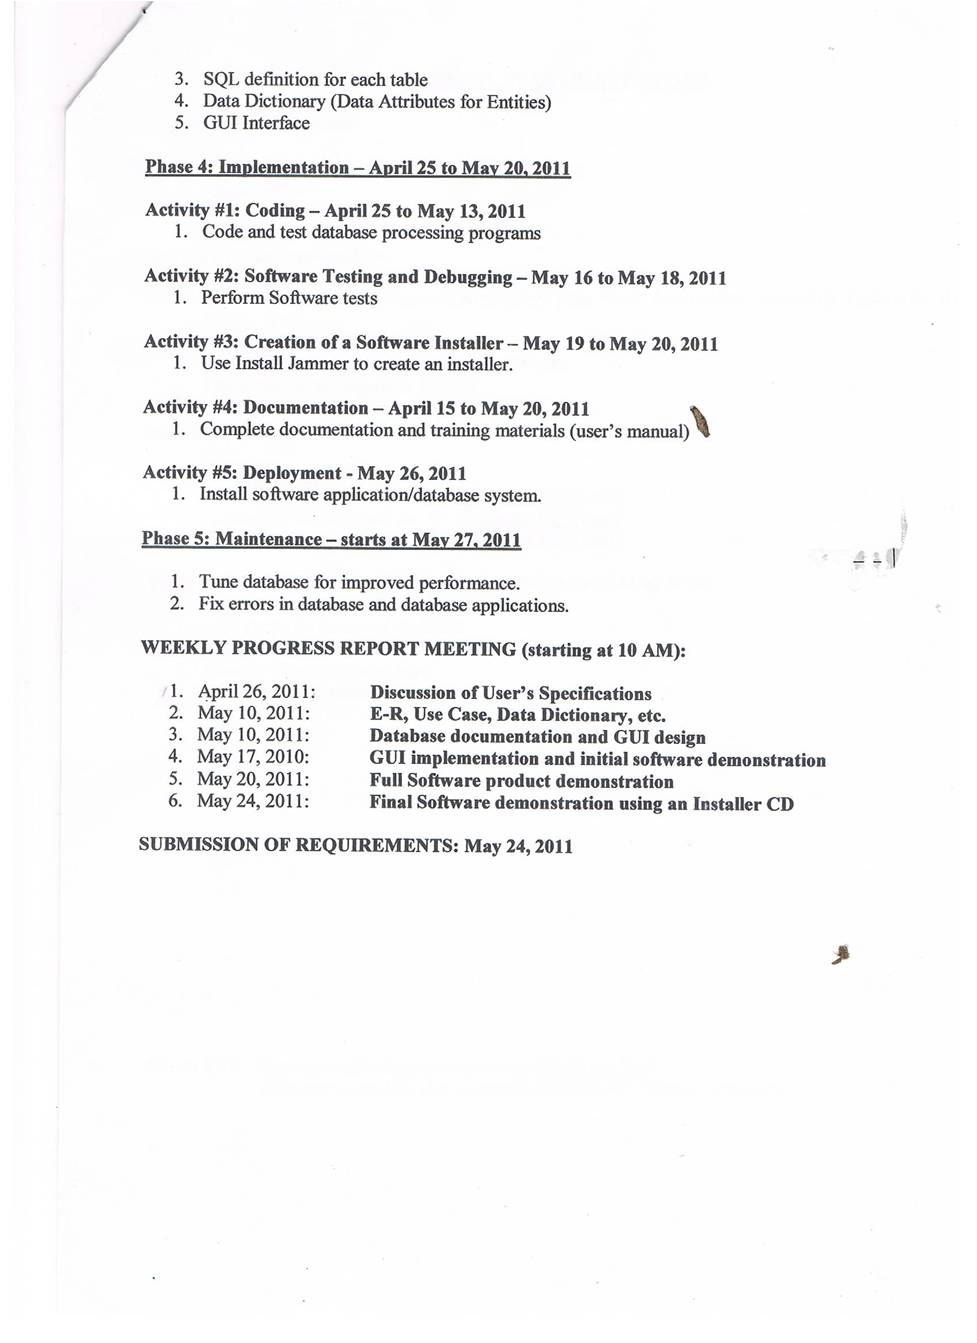 3. SQL definition for each table
4. Data Dictionary (Data Attributes for Entities)
5. GUI Interface
Phase 4: Implementation – April 25 to May 20, 2011
Activity #1: Coding – April 25 to May 13, 2011
1. Code and test database processing programs
Activity #2: Software Testing and Debugging – May 16 to May 18, 2011
1. Perform Software tests
Activity #3: Creation of a Software Installer – May 19 to May 20, 2011
1. Use Install Jammer to create an installer.
Activity #4: Documentation – April 15 to May 20, 2011
1. Complete documentation and training materials (user's manual)
Activity #5: Deployment - May 26, 2011
1. Install software application/database system.
Phase 5: Maintenance – starts at May 27, 2011
1. Tune database for improved performance.
2. Fix errors in database and database applications.
WEEKLY PROGRESS REPORT MEETING (starting at 10 AM):
1. April 26, 2011: Discussion of User's Specifications
2. May 10, 2011: E-R, Use Case, Data Dictionary, etc.
3. May 10, 2011: Database documentation and GUI design
4. May 17, 2010: GUI implementation and initial software demonstration
5. May 20, 2011: Full Software product demonstration
6. May 24, 2011: Final Software demonstration using an Installer CD
SUBMISSION OF REQUIREMENTS: May 24, 2011